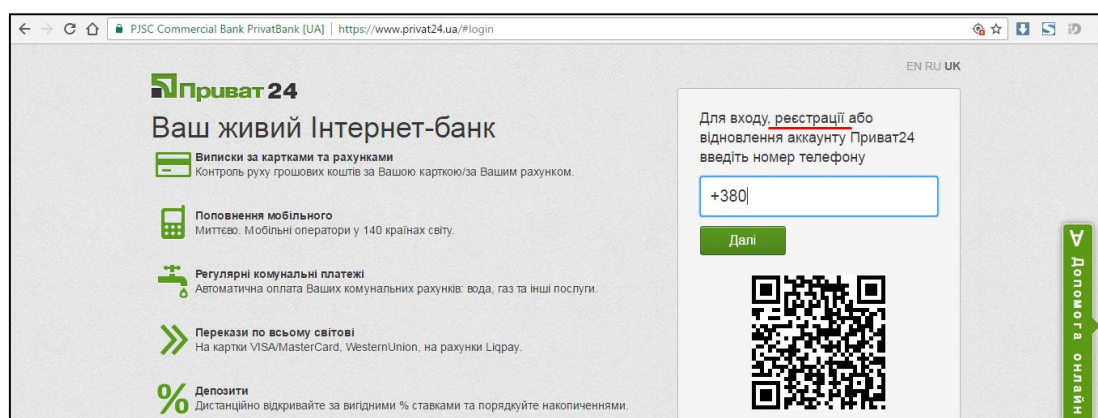 PJSC Commercial Bank PrivatBank [UA] | https://www.privat24.ua/#login
EN RU UK
Приват 24
Ваш живий Інтернет-банк
Виписки за картками та рахунками
Контроль руху грошових коштів за Вашою карткою/за Вашим рахунком.
Поповнення мобільного
Миттєво. Мобільні оператори у 140 країнах світу.
Регулярні комунальні платежі
Автоматична оплата Ваших комунальних рахунків: вода, газ та інші послуги.
Перекази по всьому світові
На картки VISA/MasterCard, WesternUnion, на рахунки Liqpay.
% Депозити
Дистанційно відкривайте за вигідними % ставками та порядкуйте накопиченнями.
Для входу, реєстрації або
відновлення аккаунту Приват24
введіть номер телефону
+380
Далі
Допомога онлайн